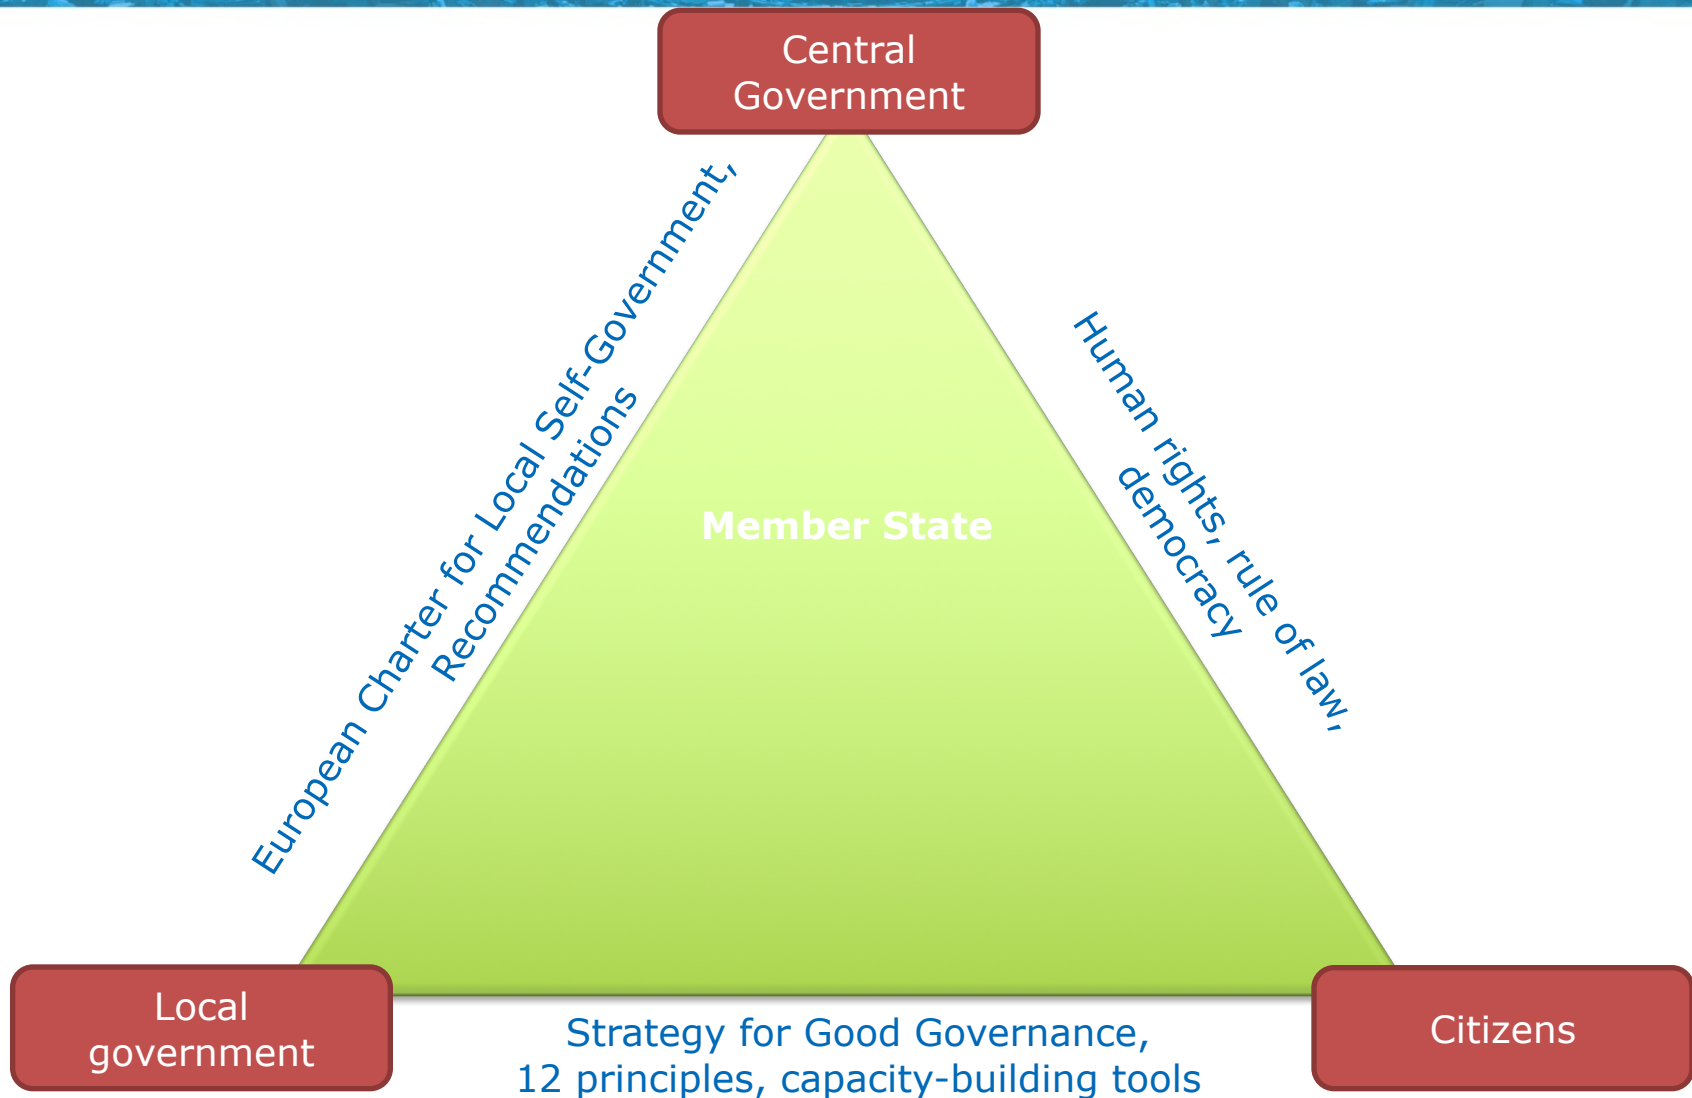 Central
Government
European Charter for Local Self-Government,
Recommendations
Human rights, rule of law,
democracy
Member State
Local
government
Strategy for Good Governance,
12 principles, capacity-building tools
Citizens